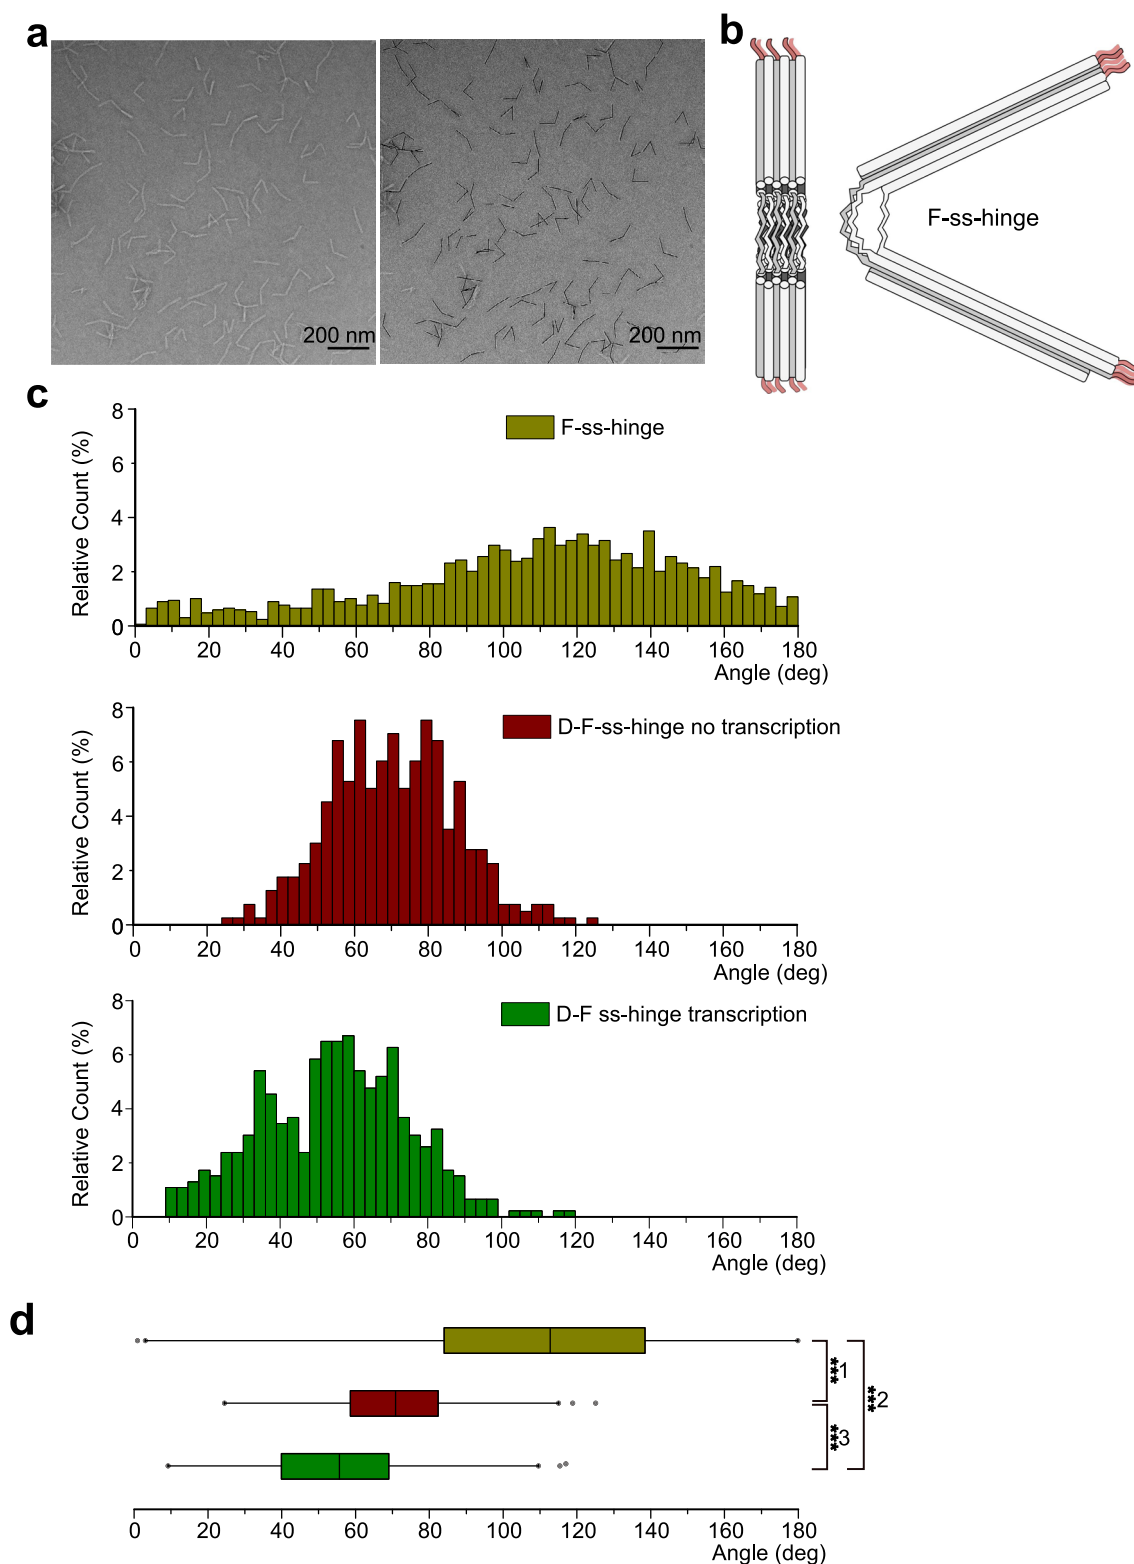 a
b
200 nm
200 nm
F-ss-hinge
c
8
6
4
2
0
Relative Count (%)
F-ss-hinge
0 20 40 60 80 100 120 140 160 180
Angle (deg)
8
6
4
2
0
Relative Count (%)
D-F-ss-hinge no transcription
0 20 40 60 80 100 120 140 160 180
Angle (deg)
8
6
4
2
0
Relative Count (%)
D-F ss-hinge transcription
0 20 40 60 80 100 120 140 160 180
Angle (deg)
d
***1
***2
***3
0 20 40 60 80 100 120 140 160 180
Angle (deg)